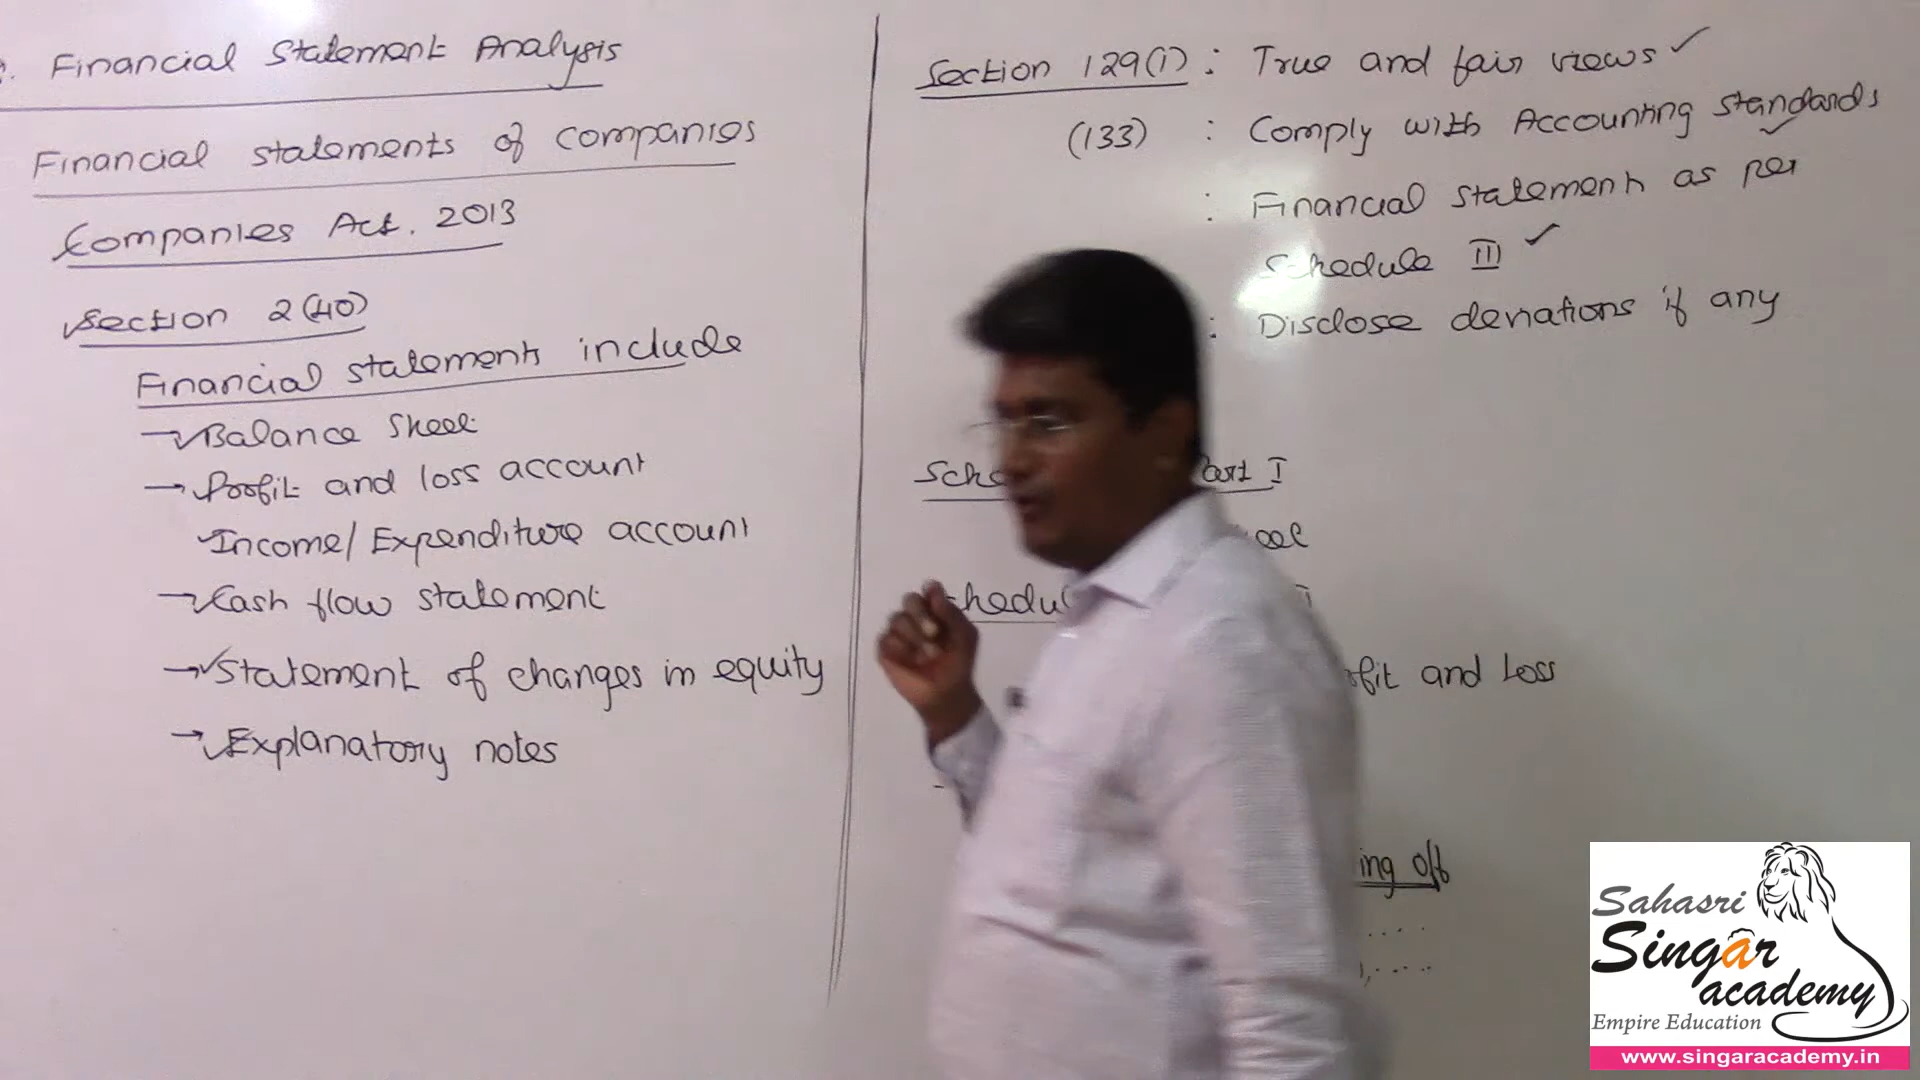 Financial Statement Analysis
Financial statements of companies
Companies Act. 2013
Section 2(40)
Financial statements include
→ Balance Sheet
→ Profit and loss account
Income/Expenditure account
→ Cash flow statement
→ Statement of changes in equity
→ Explanatory notes
Section 129(1) : True and fair views ✓
(133) : Comply with Accounting standards
: Financial statement as per
Schedule III ✓
: Disclose deviations if any
Part I
and Loss
ing off
Sahasri
Singar
academy
Empire Education
www.singaracademy.in